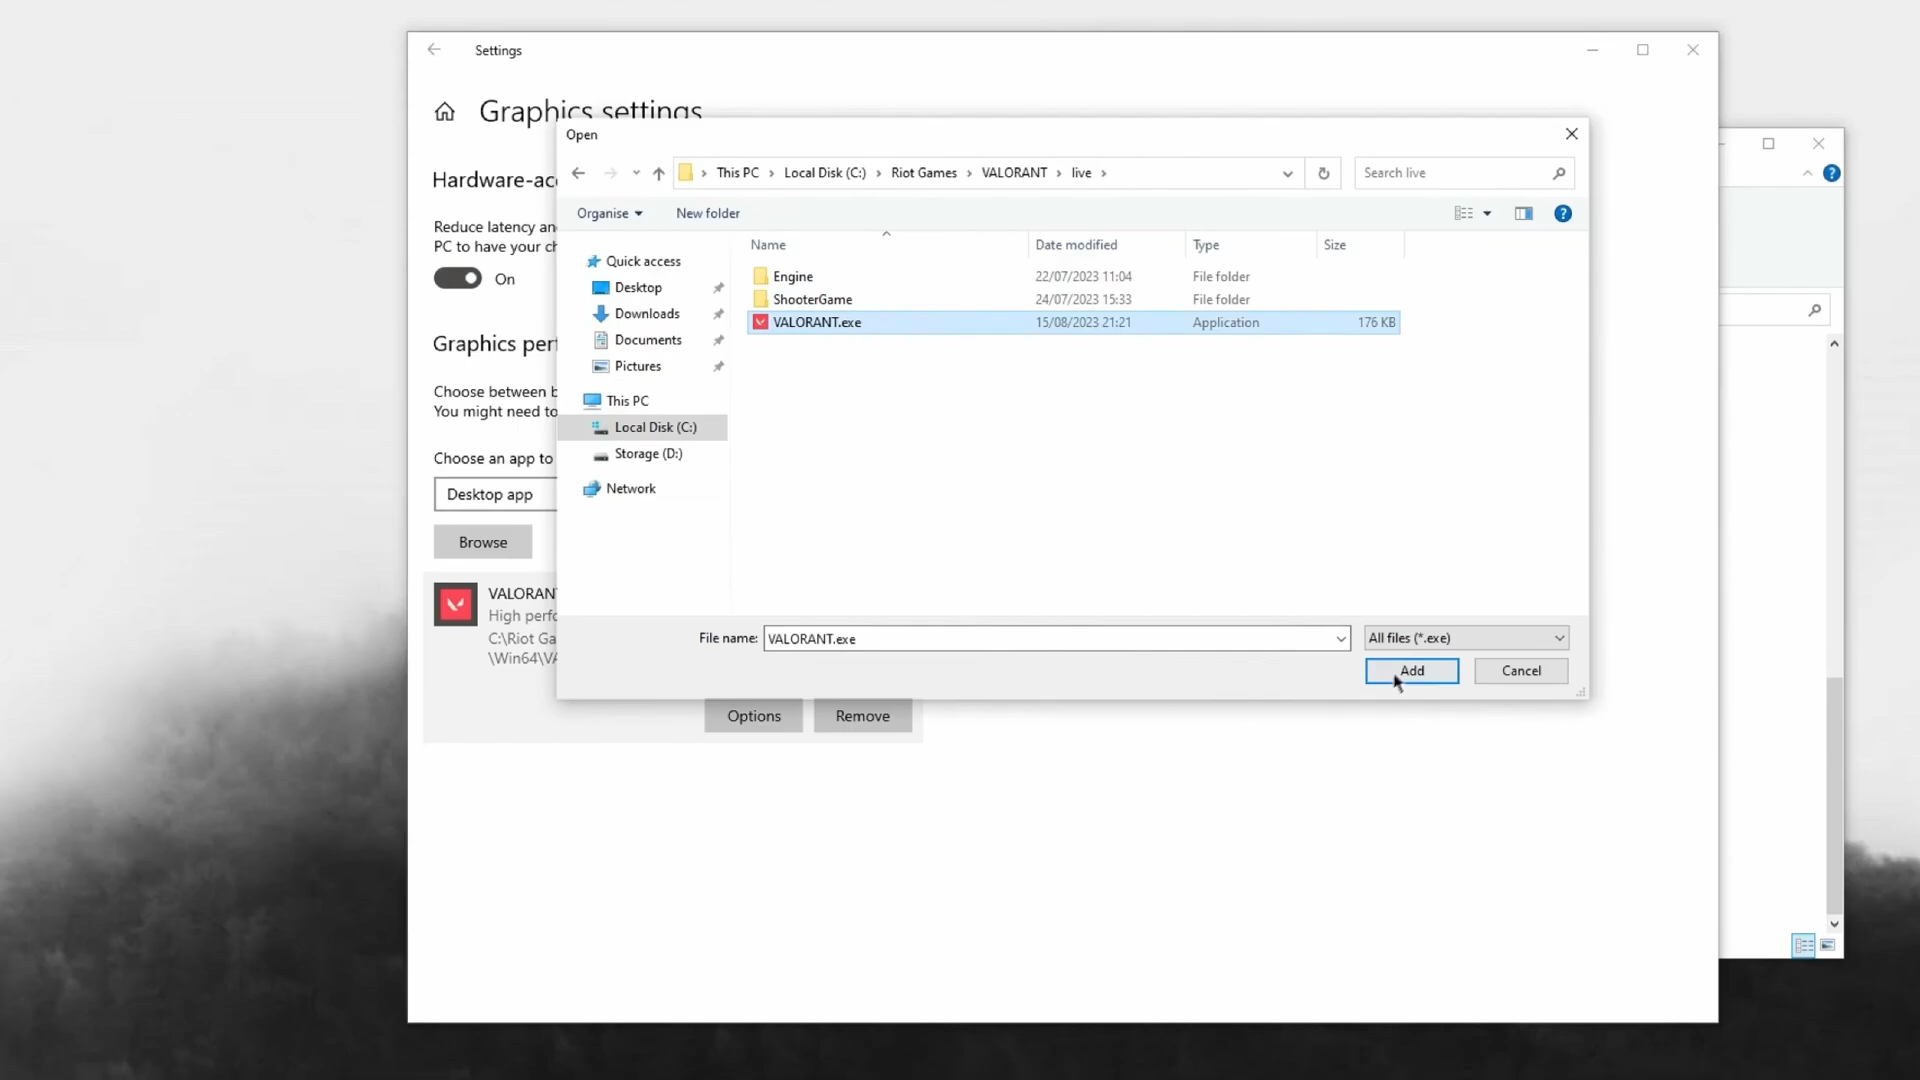 Settings
Graphics settings
Hardware-acc
Reduce latency an
PC to have your ch
On
Graphics perf
Choose between b
You might need to
Choose an app to
Desktop app
Browse
VALORANT
High perfo
C:\Riot Ga
\Win64\VA
Options
Remove
Open
This PC
Local Disk (C:)
Riot Games
VALORANT
live
Search live
Organise
New folder
Quick access
Desktop
Downloads
Documents
Pictures
This PC
Local Disk (C:)
Storage (D:)
Network
Name Date modified Type Size
Engine 22/07/2023 11:04 File folder
ShooterGame 24/07/2023 15:33 File folder
VALORANT.exe 15/08/2023 21:21 Application 176 KB
File name: VALORANT.exe All files (*.exe)
Add Cancel